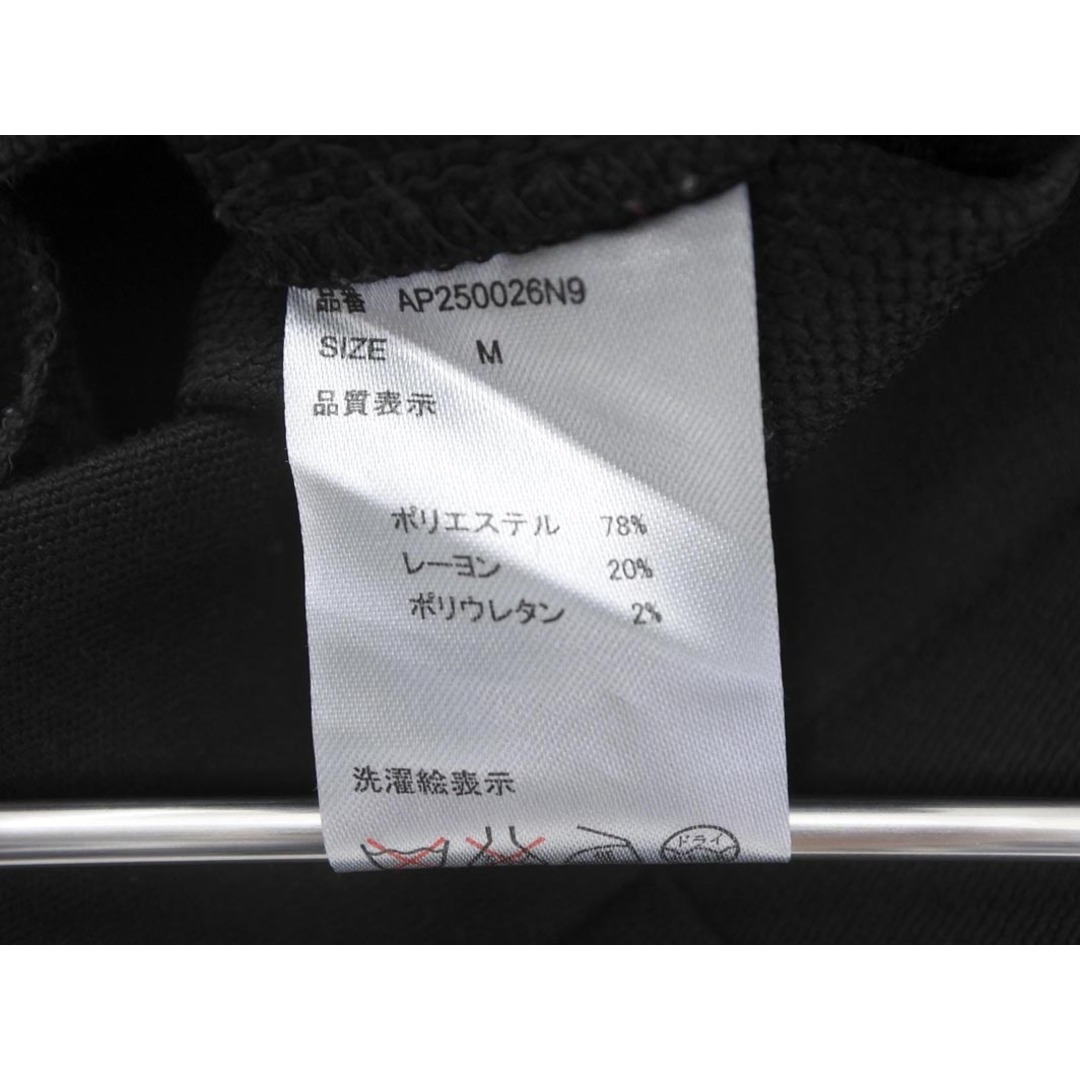 品番 AP250026N9
SIZE M
品質表示
ポリエステル 78%
レーヨン 20%
ポリウレタン 2%
洗濯絵表示
ドライ